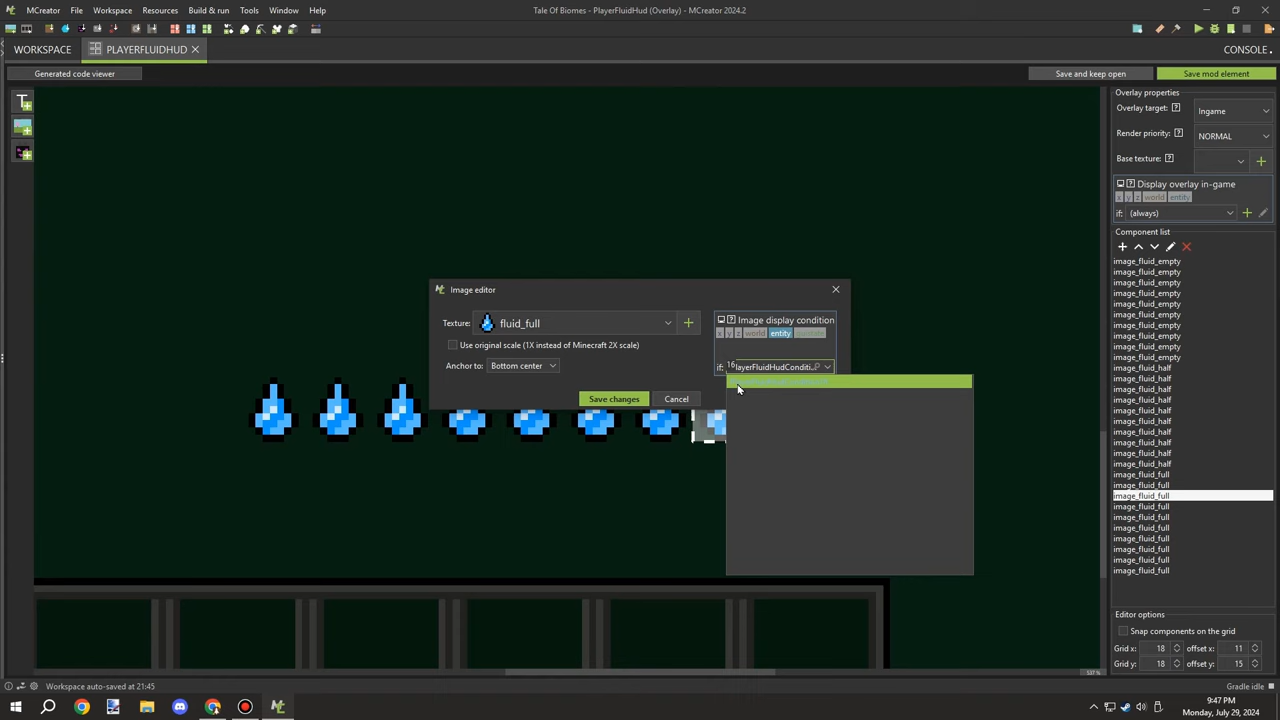 MCreator File Workspace Resources Build & run Tools Window Help Tale Of Biomes - PlayerFluidHud (Overlay) - MCreator 2024.2
WORKSPACE PLAYERFLUIDHUD CONSOLE
Generated code viewer Save and keep open Save mod element
Overlay properties
Overlay target: ? Ingame
Render priority: ? NORMAL
Base texture: ?
? Display overlay in-game
x y z world entity
if: (always)
Component list
image_fluid_empty
image_fluid_empty
image_fluid_empty
image_fluid_empty
image_fluid_empty
image_fluid_empty
image_fluid_empty
image_fluid_empty
image_fluid_empty
image_fluid_empty
image_fluid_half
image_fluid_half
image_fluid_half
image_fluid_half
image_fluid_half
image_fluid_half
image_fluid_half
image_fluid_half
image_fluid_half
image_fluid_half
image_fluid_full
image_fluid_full
image_fluid_full
image_fluid_full
image_fluid_full
image_fluid_full
image_fluid_full
image_fluid_full
image_fluid_full
image_fluid_full
Image editor
Texture: fluid_full
Use original scale (1X instead of Minecraft 2X scale)
Anchor to: Bottom center
? Image display condition
x y z world entity
if: 16layerFluidHudConditi..
Save changes Cancel
Editor options
Snap components on the grid
Grid x: 18 offset x: 11
Grid y: 18 offset y: 15
537 %
Workspace auto-saved at 21:45 Gradle idle
9:47 PM
Monday, July 29, 2024